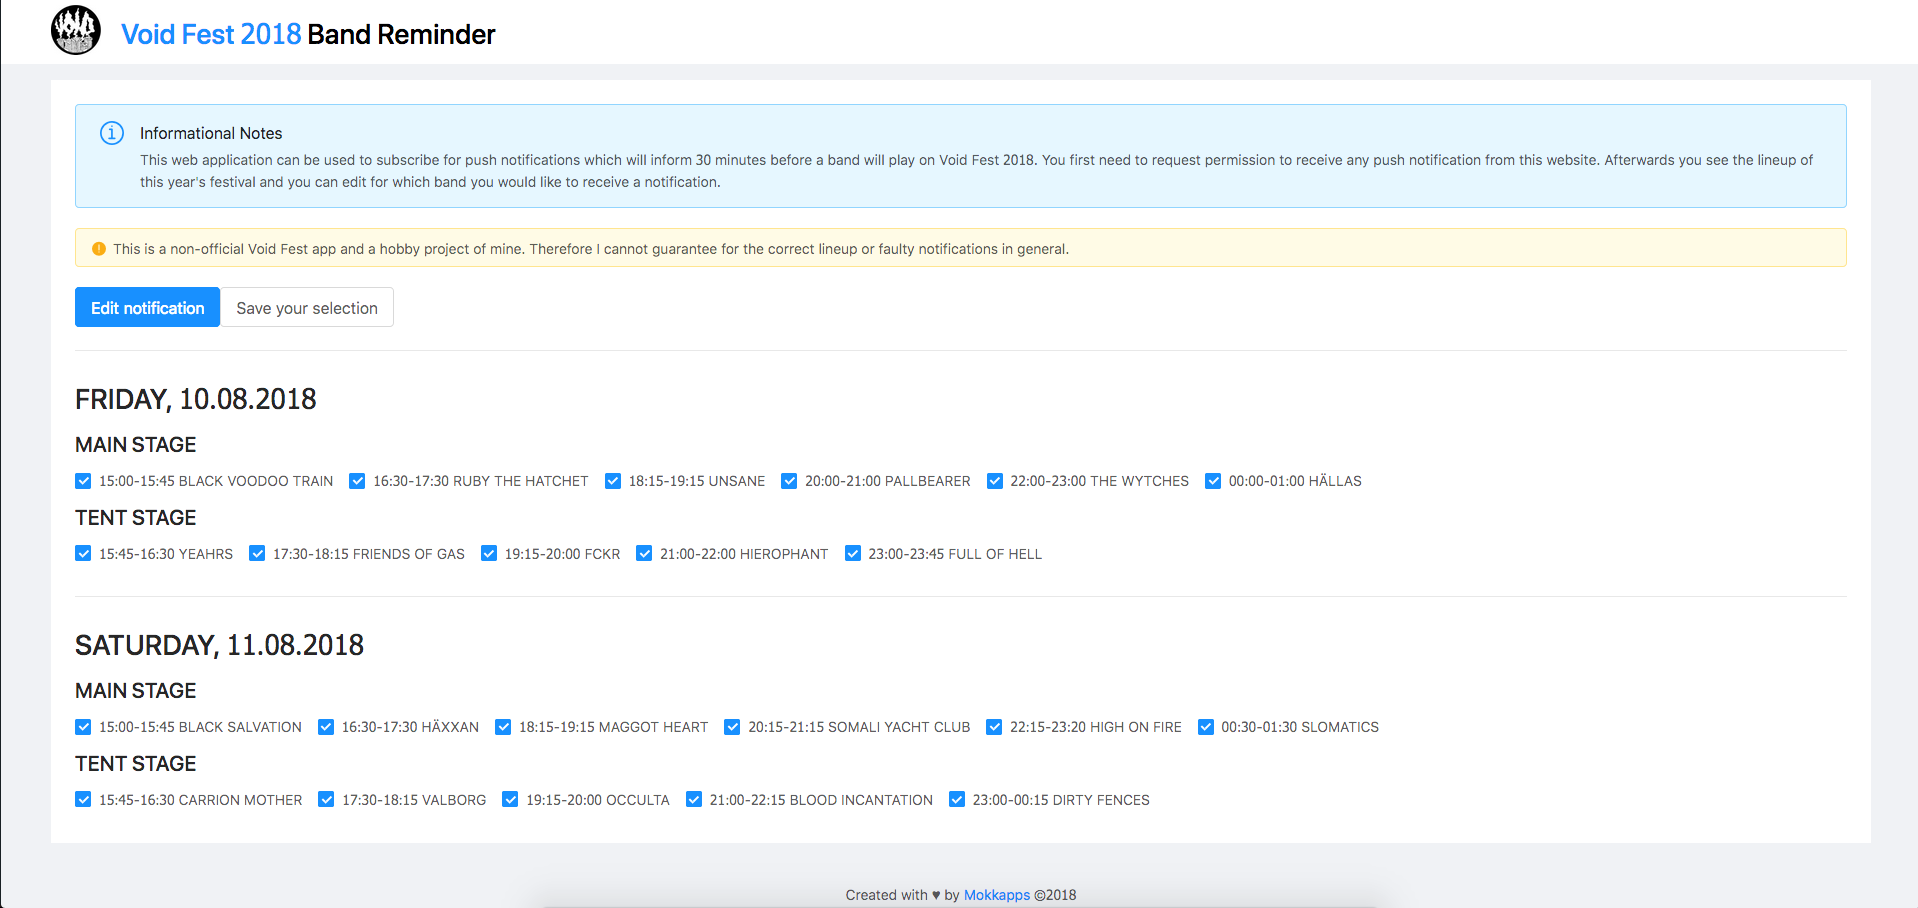 VOID
Void Fest 2018 Band Reminder
Informational Notes
This web application can be used to subscribe for push notifications which will inform 30 minutes before a band will play on Void Fest 2018. You first need to request permission to receive any push notification from this website. Afterwards you see the lineup of
this year's festival and you can edit for which band you would like to receive a notification.
This is a non-official Void Fest app and a hobby project of mine. Therefore I cannot guarantee for the correct lineup or faulty notifications in general.
Edit notification Save your selection
FRIDAY, 10.08.2018
MAIN STAGE
15:00-15:45 BLACK VOODOO TRAIN 16:30-17:30 RUBY THE HATCHET 18:15-19:15 UNSANE 20:00-21:00 PALLBEARER 22:00-23:00 THE WYTCHES 00:00-01:00 HÄLLAS
TENT STAGE
15:45-16:30 YEAHRS 17:30-18:15 FRIENDS OF GAS 19:15-20:00 FCKR 21:00-22:00 HIEROPHANT 23:00-23:45 FULL OF HELL
SATURDAY, 11.08.2018
MAIN STAGE
15:00-15:45 BLACK SALVATION 16:30-17:30 HÄXXAN 18:15-19:15 MAGGOT HEART 20:15-21:15 SOMALI YACHT CLUB 22:15-23:20 HIGH ON FIRE 00:30-01:30 SLOMATICS
TENT STAGE
15:45-16:30 CARRION MOTHER 17:30-18:15 VALBORG 19:15-20:00 OCCULTA 21:00-22:15 BLOOD INCANTATION 23:00-00:15 DIRTY FENCES
Created with ♥ by Mokkapps ©2018